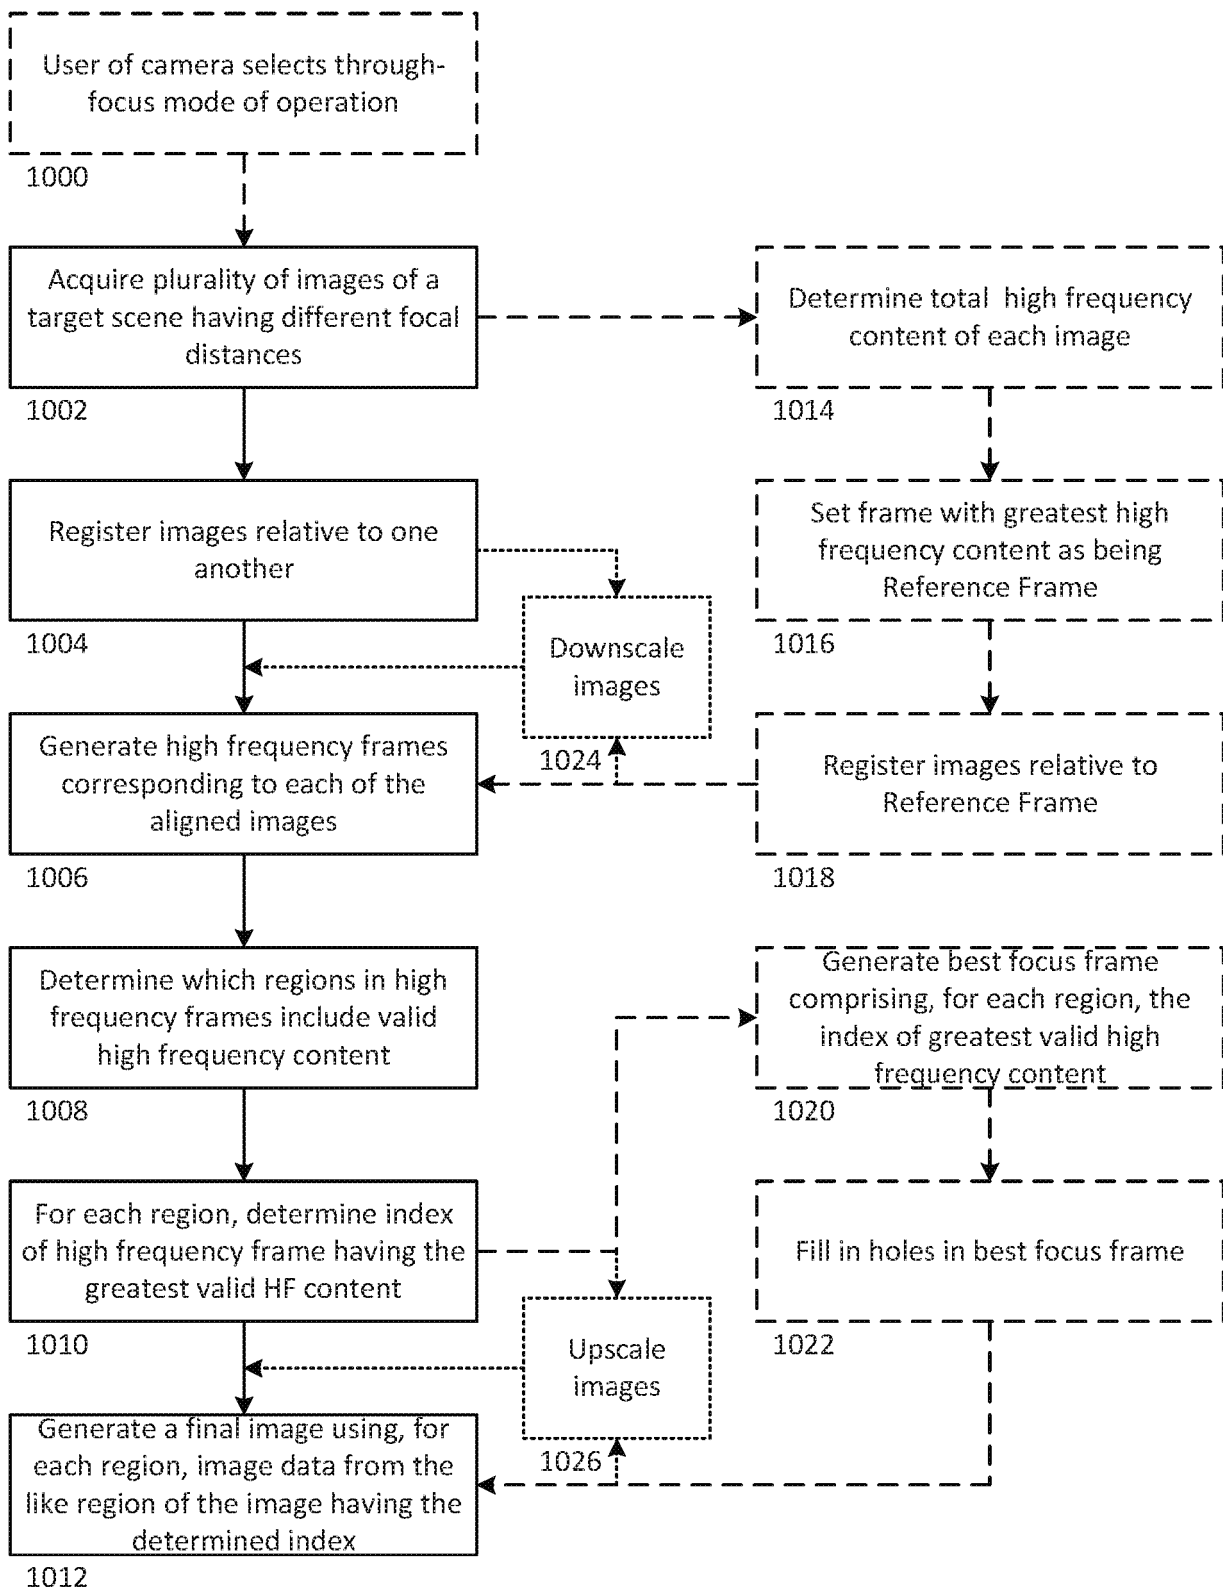 User of camera selects through-
focus mode of operation
1000
Acquire plurality of images of a
target scene having different focal
distances
1002
Determine total high frequency
content of each image
1014
Register images relative to one
another
1004
Set frame with greatest high
frequency content as being
Reference Frame
1016
Downscale
images
1024
Generate high frequency frames
corresponding to each of the
aligned images
1006
Register images relative to
Reference Frame
1018
Determine which regions in high
frequency frames include valid
high frequency content
1008
Generate best focus frame
comprising, for each region, the
index of greatest valid high
frequency content
1020
For each region, determine index
of high frequency frame having the
greatest valid HF content
1010
Fill in holes in best focus frame
1022
Upscale
images
1026
Generate a final image using, for
each region, image data from the
like region of the image having the
determined index
1012